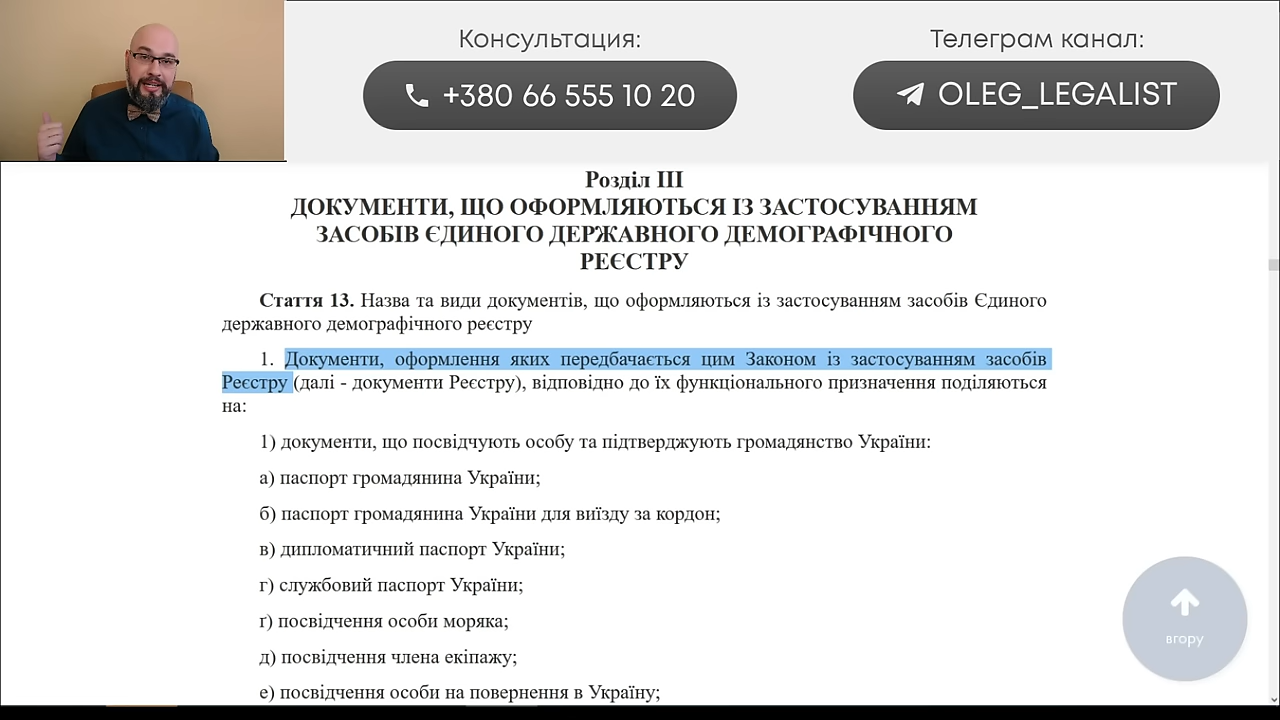 Консультация:
+380 66 555 10 20
Телеграм канал:
OLEG_LEGALIST
Розділ III
ДОКУМЕНТИ, ЩО ОФОРМЛЯЮТЬСЯ ІЗ ЗАСТОСУВАННЯМ
ЗАСОБІВ ЄДИНОГО ДЕРЖАВНОГО ДЕМОГРАФІЧНОГО
РЕЄСТРУ
Стаття 13. Назва та види документів, що оформляються із застосуванням засобів Єдиного
державного демографічного реєстру
1. Документи, оформлення яких передбачається цим Законом із застосуванням засобів
Реєстру (далі - документи Реєстру), відповідно до їх функціонального призначення поділяються
на:
1) документи, що посвідчують особу та підтверджують громадянство України:
а) паспорт громадянина України;
б) паспорт громадянина України для виїзду за кордон;
в) дипломатичний паспорт України;
г) службовий паспорт України;
ґ) посвідчення особи моряка;
д) посвідчення члена екіпажу;
е) посвідчення особи на повернення в Україну;
вгору